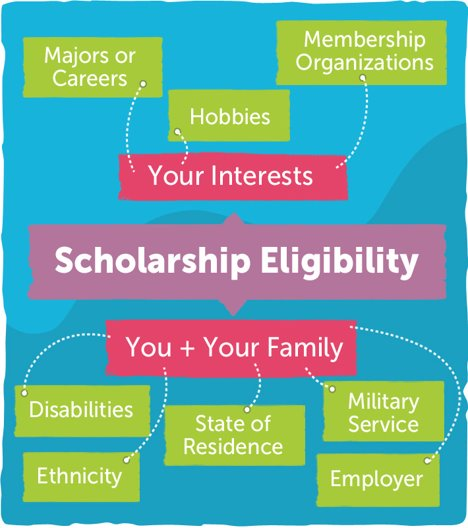 Majors or
Careers
Membership
Organizations
Hobbies
Your Interests
Scholarship Eligibility
You + Your Family
Disabilities
State of
Residence
Military
Service
Ethnicity
Employer